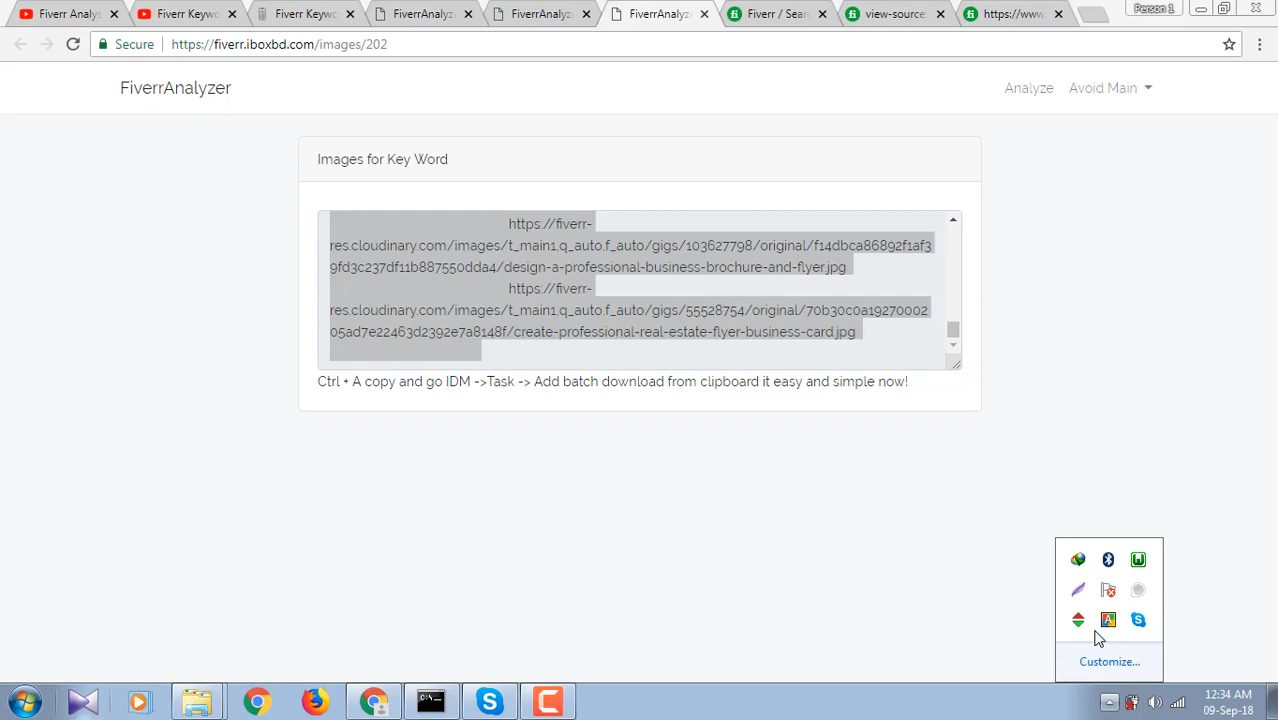 Fiverr Analys
Fiverr Keywo
Fiverr Keywo
FiverrAnalyz
FiverrAnalyz
FiverrAnalyz
Fiverr / Sear
view-source:
https://www.
Person 1
Secure
https://fiverr.iboxbd.com/images/202
FiverrAnalyzer
Analyze
Avoid Main
Images for Key Word
https://fiverr-
res.cloudinary.com/images/t_main1,q_auto,f_auto/gigs/103627798/original/f14dbca86892f1af3
9fd3c237df11b887550dda4/design-a-professional-business-brochure-and-flyer.jpg
https://fiverr-
res.cloudinary.com/images/t_main1,q_auto,f_auto/gigs/55528754/original/70b30c0a19270002
05ad7e22463d2392e7a8148f/create-professional-real-estate-flyer-business-card.jpg
Ctrl + A copy and go IDM ->Task -> Add batch download from clipboard it easy and simple now!
Customize...
12:34 AM
09-Sep-18